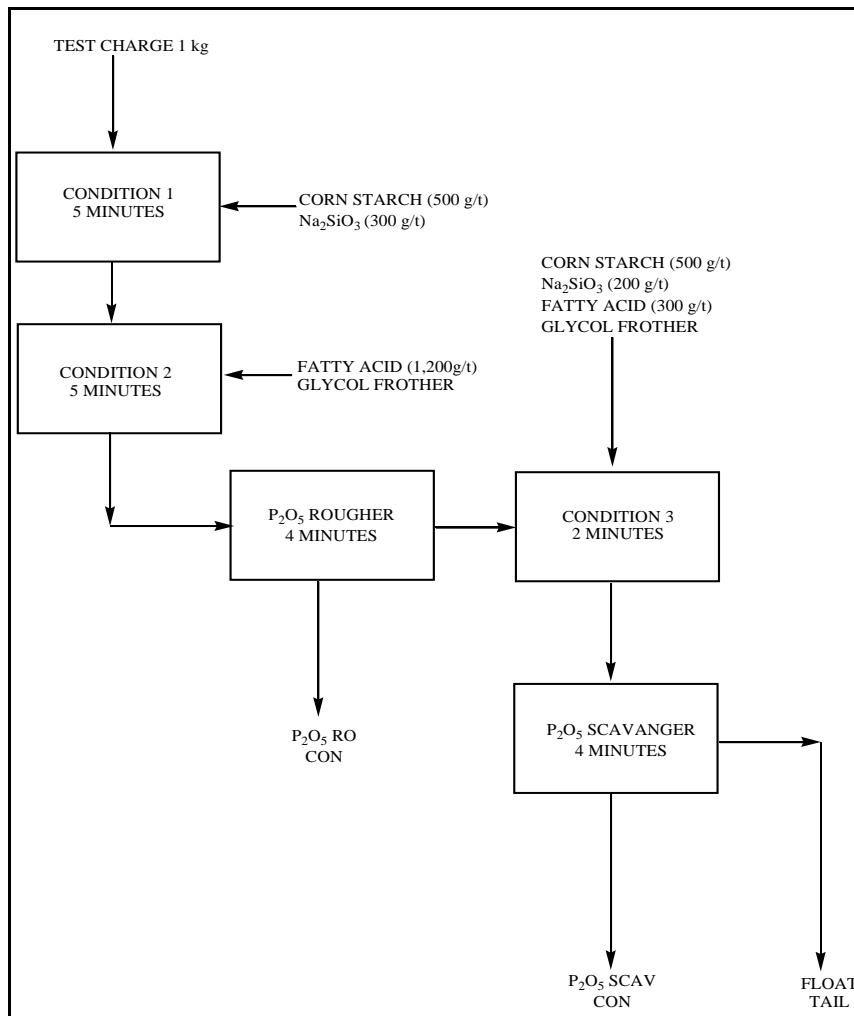 TEST CHARGE 1 kg
CONDITION 1
5 MINUTES
CORN STARCH (500 g/t)
Na₂SiO₃ (300 g/t)
CORN STARCH (500 g/t)
Na₂SiO₃ (200 g/t)
FATTY ACID (300 g/t)
GLYCOL FROTHER
CONDITION 2
5 MINUTES
FATTY ACID (1,200g/t)
GLYCOL FROTHER
P₂O₅ ROUGHER
4 MINUTES
CONDITION 3
2 MINUTES
P₂O₅ RO
CON
P₂O₅ SCAVANGER
4 MINUTES
P₂O₅ SCAV
CON
FLOAT
TAIL